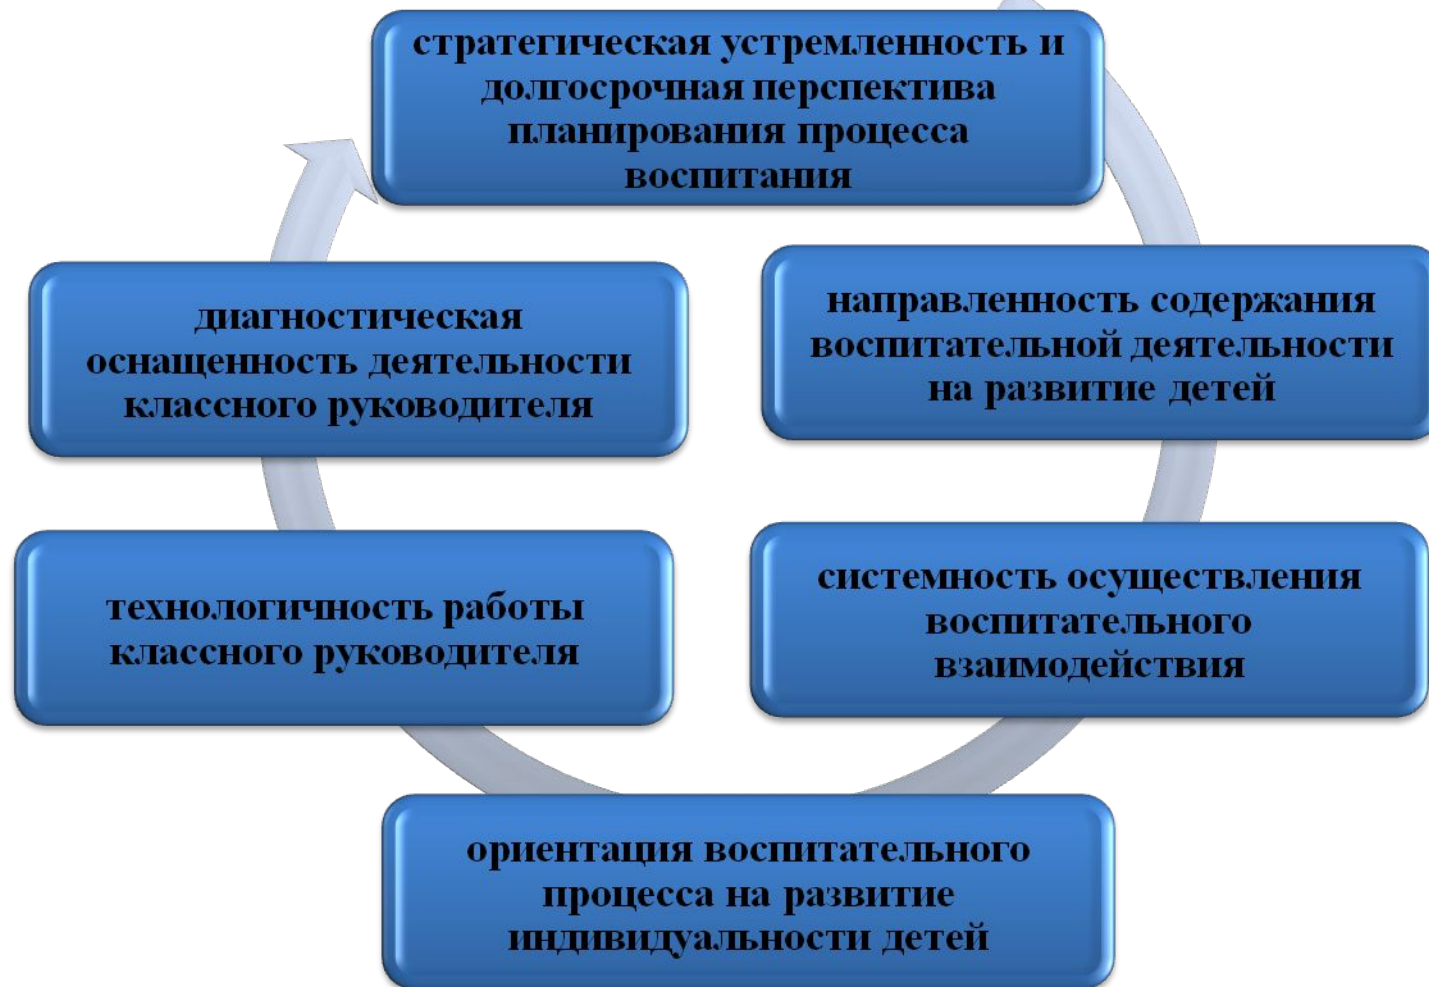 стратегическая устремленность и
долгосрочная перспектива
планирования процесса
воспитания
направленность содержания
воспитательной деятельности
на развитие детей
системность осуществления
воспитательного
взаимодействия
ориентация воспитательного
процесса на развитие
индивидуальности детей
технологичность работы
классного руководителя
диагностическая
оснащенность деятельности
классного руководителя